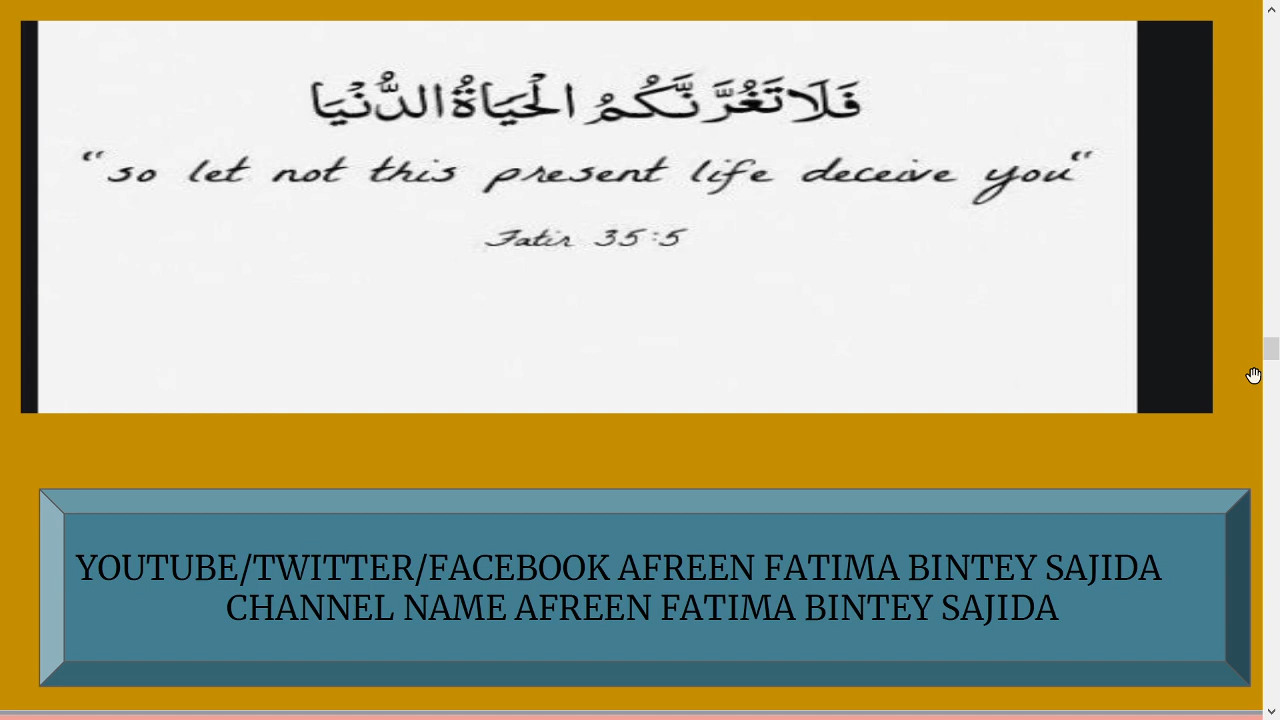 فَلَا تَغُرَّنَّكُمُ الْحَيَاةُ الدُّنْيَا
“so let not this present life deceive you“
Fatir 35:5
YOUTUBE/TWITTER/FACEBOOK AFREEN FATIMA BINTEY SAJIDA
CHANNEL NAME AFREEN FATIMA BINTEY SAJIDA